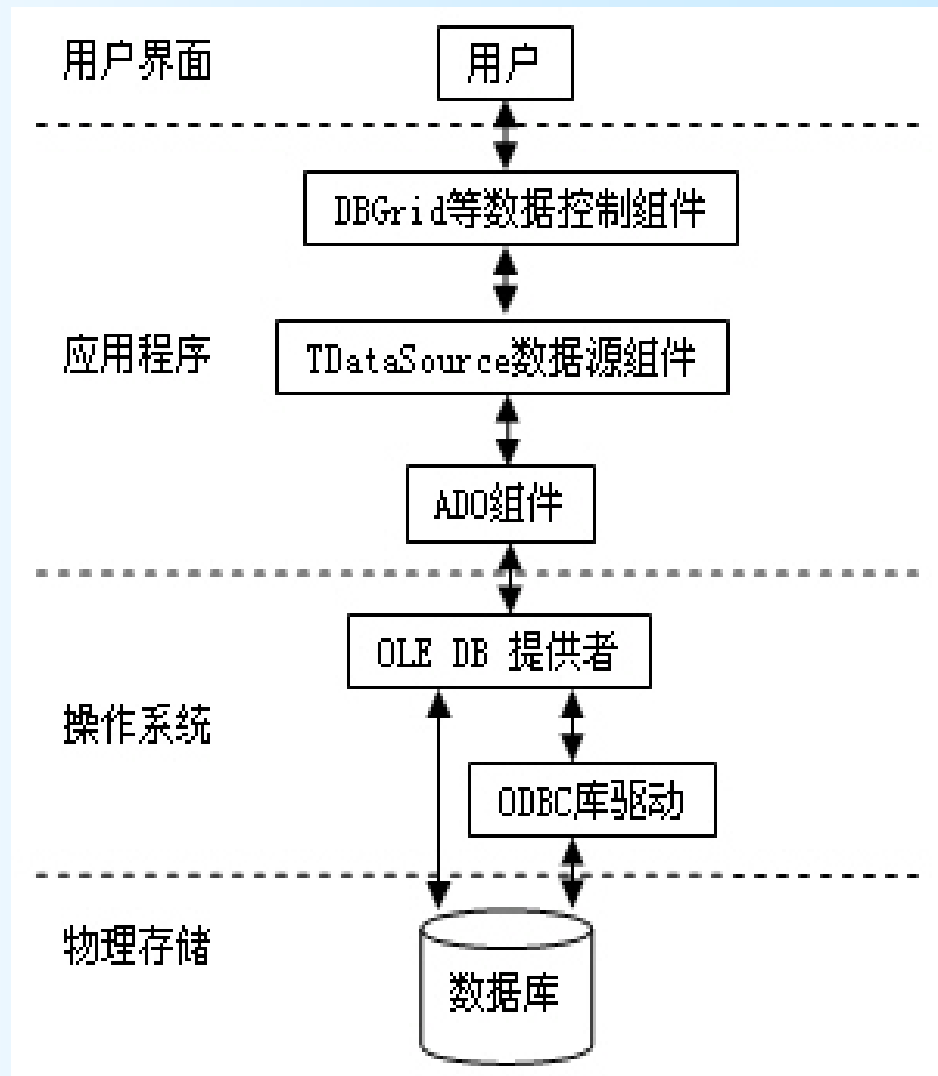 用户界面
用户
DBGrid等数据控制组件
应用程序
TDataSource数据源组件
ADO组件
OLE DB 提供者
操作系统
ODBC库驱动
物理存储
数据库